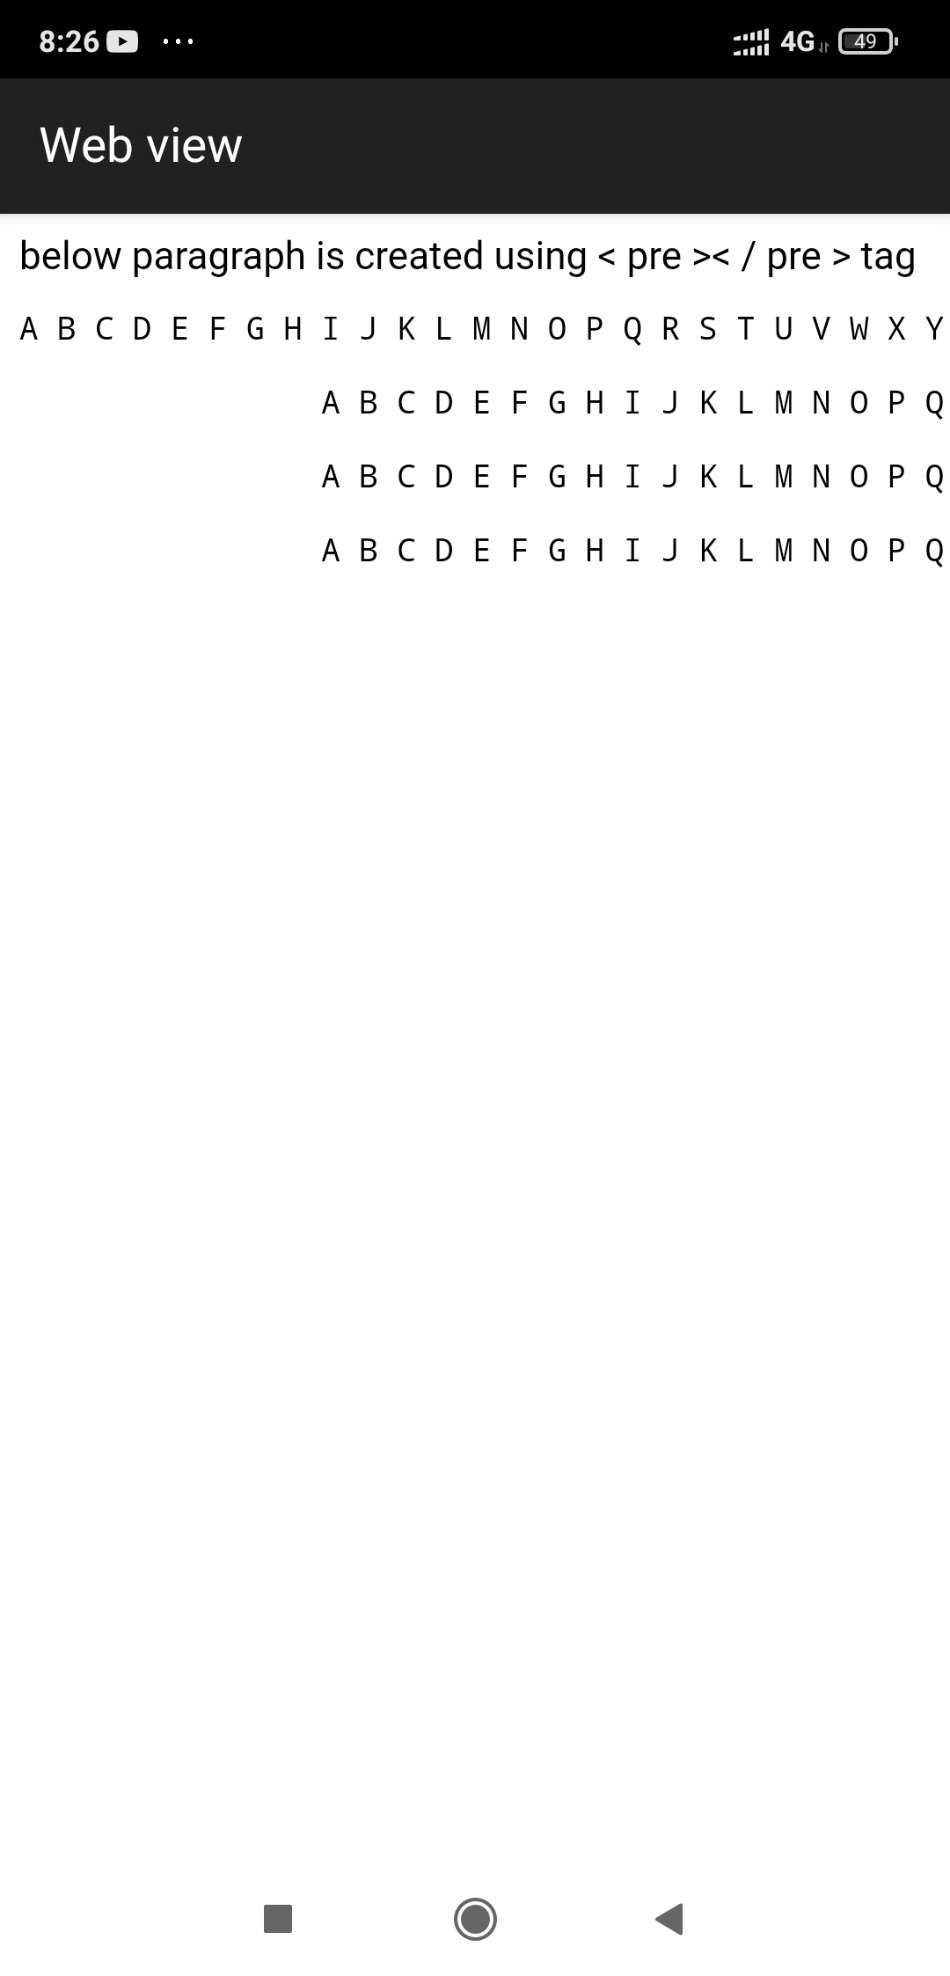 8:26 ... 4G 49
Web view
below paragraph is created using < pre >< / pre > tag
A B C D E F G H I J K L M N O P Q R S T U V W X Y
A B C D E F G H I J K L M N O P Q
A B C D E F G H I J K L M N O P Q
A B C D E F G H I J K L M N O P Q